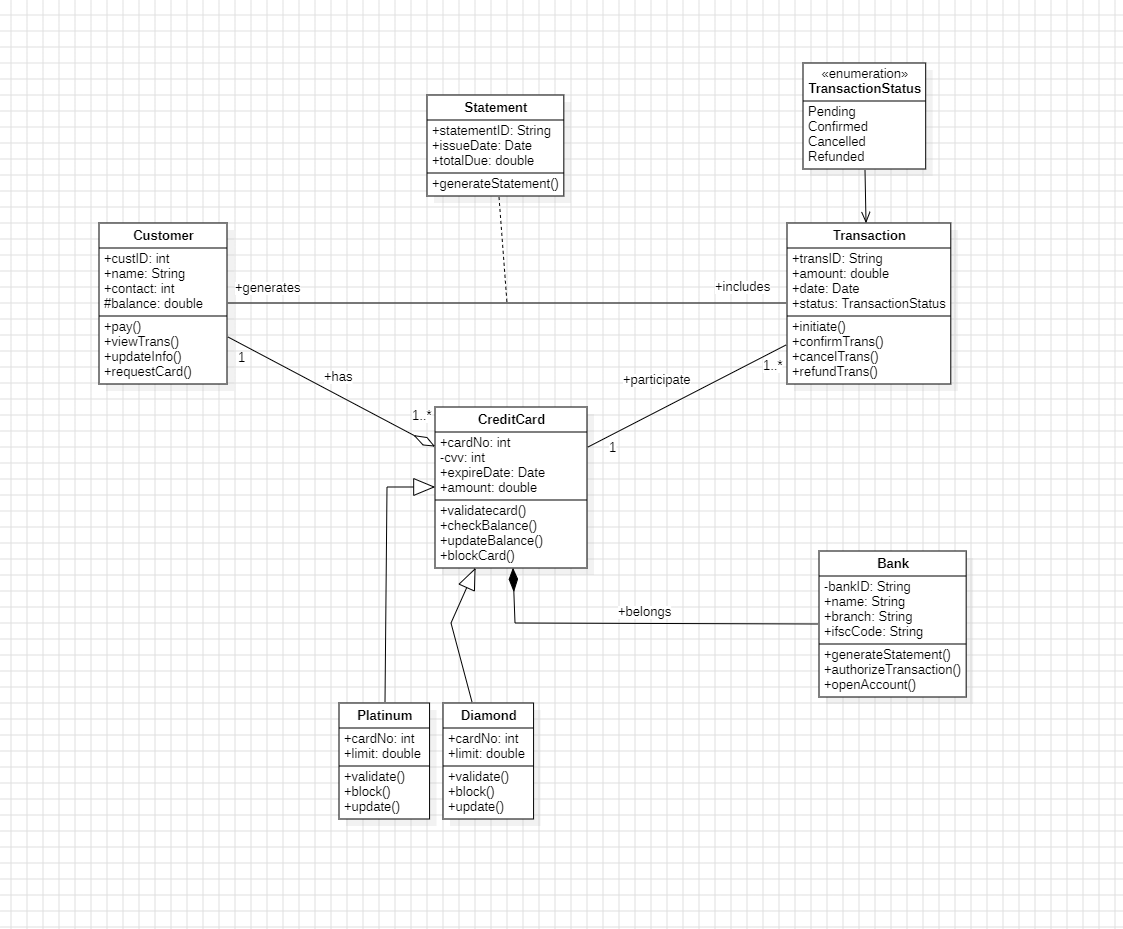 «enumeration»
TransactionStatus
Pending
Confirmed
Cancelled
Refunded
Statement
+statementID: String
+issueDate: Date
+totalDue: double
+generateStatement()
Customer
+custID: int
+name: String
+contact: int
#balance: double
+pay()
+viewTrans()
+updateInfo()
+requestCard()
+generates
+includes
Transaction
+transID: String
+amount: double
+date: Date
+status: TransactionStatus
+initiate()
+confirmTrans()
+cancelTrans()
+refundTrans()
1
+has
1..*
+participate
1..*
1
CreditCard
+cardNo: int
-cvv: int
+expireDate: Date
+amount: double
+validatecard()
+checkBalance()
+updateBalance()
+blockCard()
+belongs
Bank
-bankID: String
+name: String
+branch: String
+ifscCode: String
+generateStatement()
+authorizeTransaction()
+openAccount()
Platinum
+cardNo: int
+limit: double
+validate()
+block()
+update()
Diamond
+cardNo: int
+limit: double
+validate()
+block()
+update()